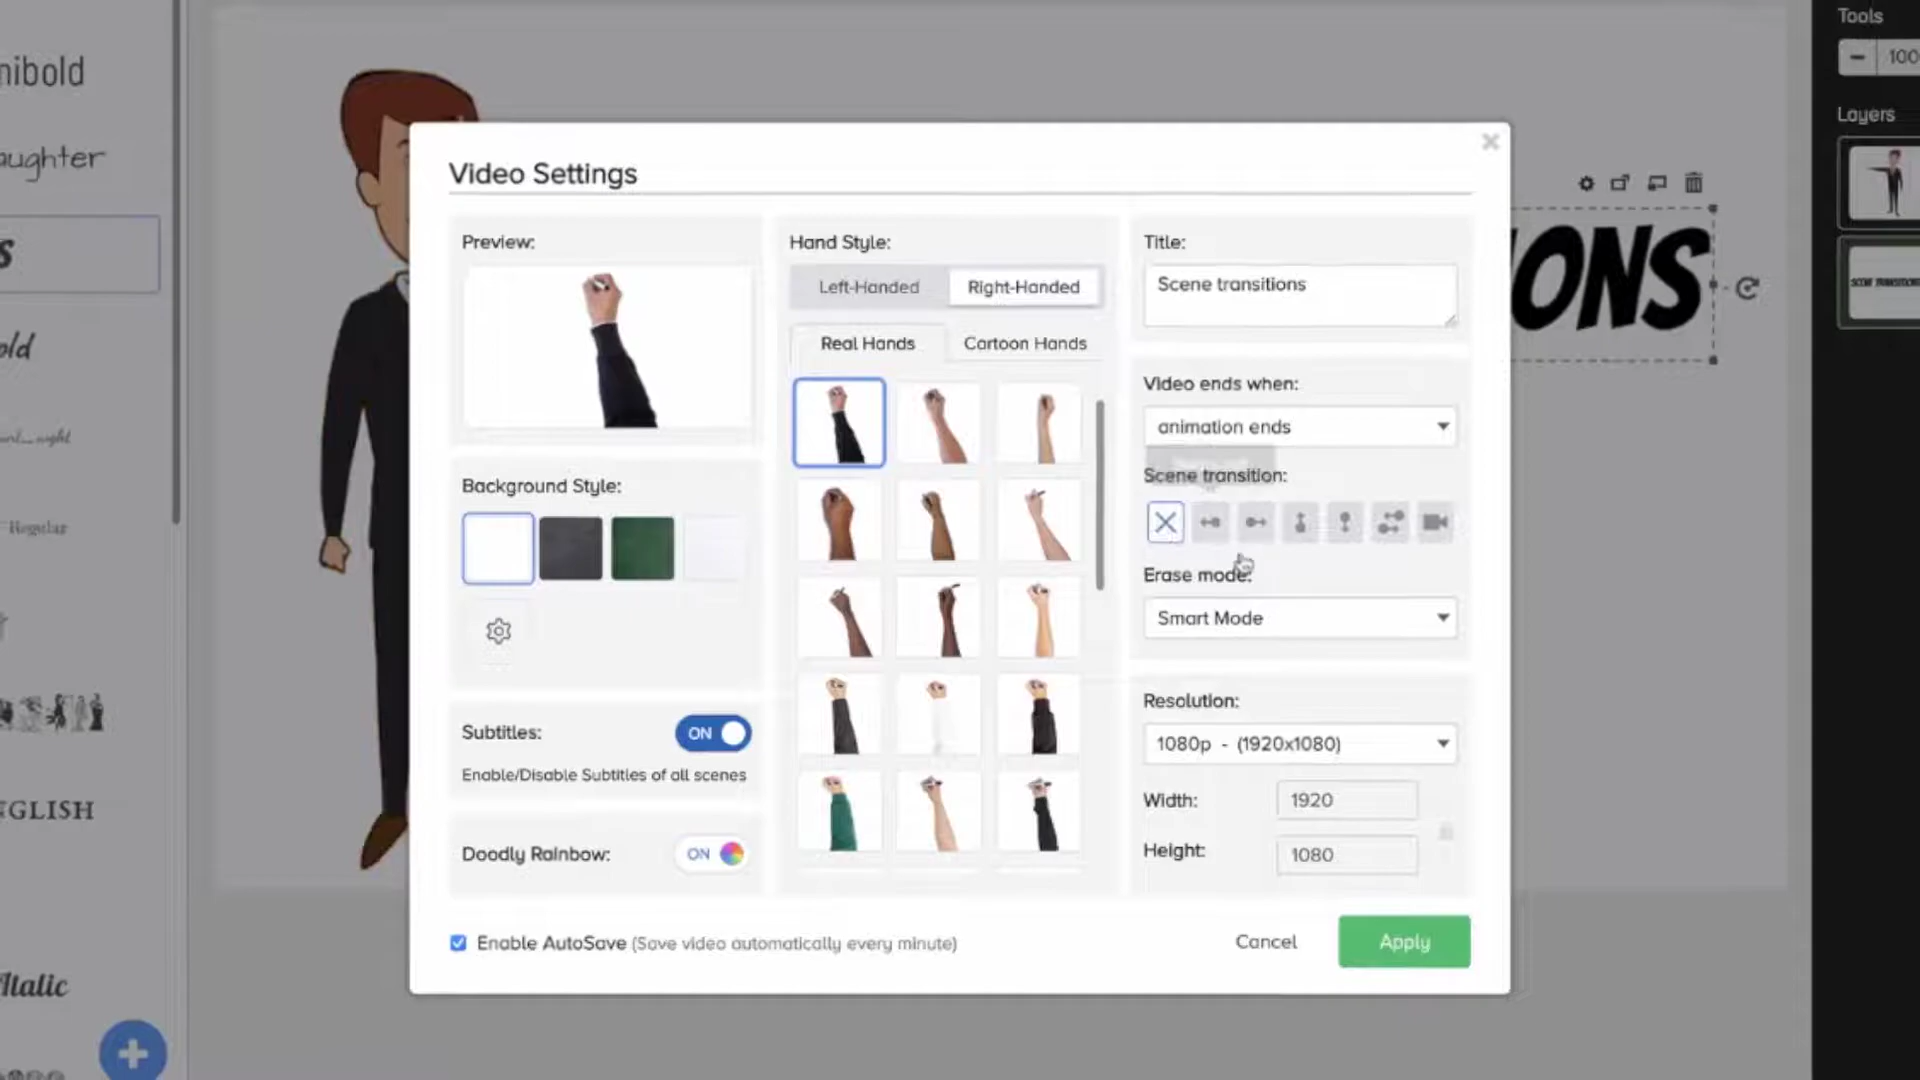 Tools
100
Layers
nibold
aughter
s
old
Regular
NGLISH
Italic
ONS
Video Settings
Preview:
Background Style:
Subtitles:
ON
Enable/Disable Subtitles of all scenes
Doodly Rainbow:
ON
Hand Style:
Left-Handed
Right-Handed
Real Hands
Cartoon Hands
Title:
Scene transitions
Video ends when:
animation ends
Scene transition:
Erase mode:
Smart Mode
Resolution:
1080p - (1920x1080)
Width:
1920
Height:
1080
Enable AutoSave (Save video automatically every minute)
Cancel
Apply